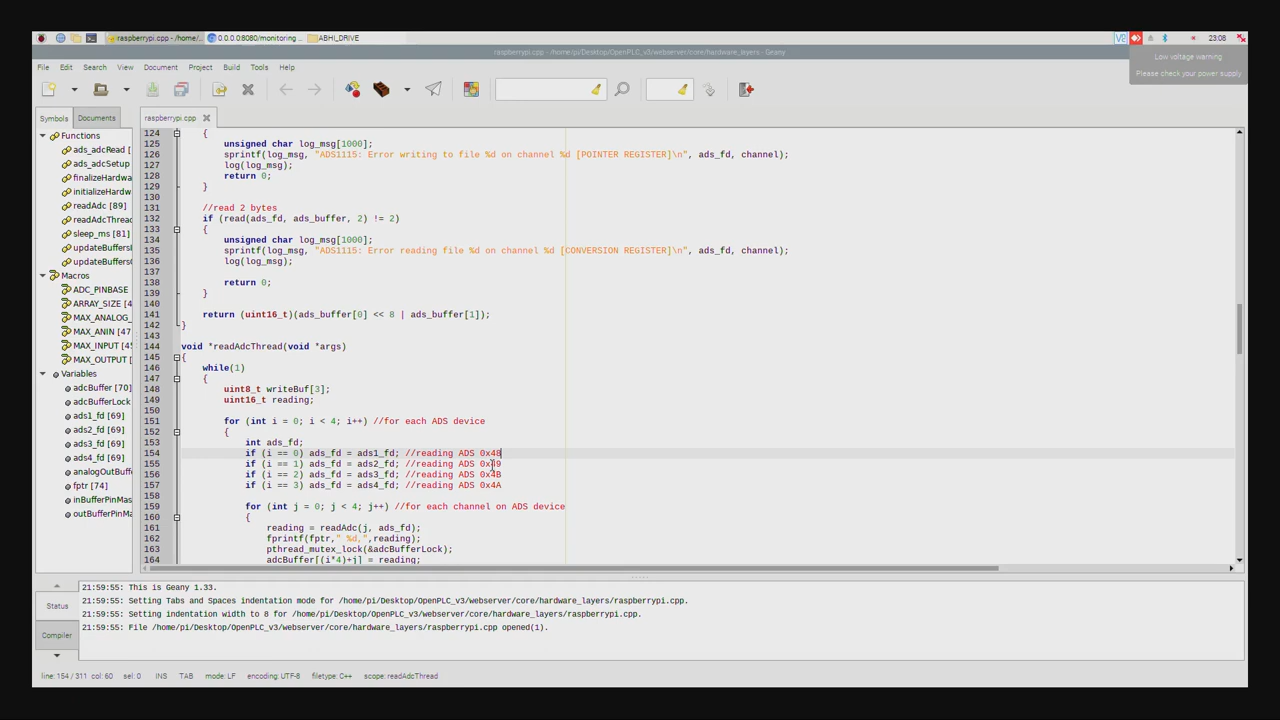 raspberrypi.cpp - /home/...
0.0.0.0:8080/monitoring ...
ABHI_DRIVE
23:08
raspberrypi.cpp - /home/pi/Desktop/OpenPLC_v3/webserver/core/hardware_layers - Geany
Low voltage warning
Please check your power supply
File Edit Search View Document Project Build Tools Help
Symbols Documents
raspberrypi.cpp
Functions
ads_adcRead [
ads_adcSetup
finalizeHardw
initializeHardw
readAdc [89]
readAdcThread
sleep_ms [81]
updateBuffersI
updateBuffersO
Macros
ADC_PINBASE
ARRAY_SIZE [4
MAX_ANALOG_
MAX_ANIN [47
MAX_INPUT [45
MAX_OUTPUT [
Variables
adcBuffer [70]
adcBufferLock
ads1_fd [69]
ads2_fd [69]
ads3_fd [69]
ads4_fd [69]
analogOutBuff
fptr [74]
inBufferPinMas
outBufferPinMa
124 {
125 unsigned char log_msg[1000];
126 sprintf(log_msg, "ADS1115: Error writing to file %d on channel %d [POINTER REGISTER]\n", ads_fd, channel);
127 log(log_msg);
128 return 0;
129 }
130
131 //read 2 bytes
132 if (read(ads_fd, ads_buffer, 2) != 2)
133 {
134 unsigned char log_msg[1000];
135 sprintf(log_msg, "ADS1115: Error reading file %d on channel %d [CONVERSION REGISTER]\n", ads_fd, channel);
136 log(log_msg);
137
138 return 0;
139 }
140
141 return (uint16_t)(ads_buffer[0] << 8 | ads_buffer[1]);
142 }
143
144 void *readAdcThread(void *args)
145 {
146 while(1)
147 {
148 uint8_t writeBuf[3];
149 uint16_t reading;
150
151 for (int i = 0; i < 4; i++) //for each ADS device
152 {
153 int ads_fd;
154 if (i == 0) ads_fd = ads1_fd; //reading ADS 0x48
155 if (i == 1) ads_fd = ads2_fd; //reading ADS 0x49
156 if (i == 2) ads_fd = ads3_fd; //reading ADS 0x4B
157 if (i == 3) ads_fd = ads4_fd; //reading ADS 0x4A
158
159 for (int j = 0; j < 4; j++) //for each channel on ADS device
160 {
161 reading = readAdc(j, ads_fd);
162 fprintf(fptr," %d,",reading);
163 pthread_mutex_lock(&adcBufferLock);
164 adcBuffer[(i*4)+j] = reading;
Status
Compiler
21:59:55: This is Geany 1.33.
21:59:55: Setting Tabs and Spaces indentation mode for /home/pi/Desktop/OpenPLC_v3/webserver/core/hardware_layers/raspberrypi.cpp.
21:59:55: Setting indentation width to 8 for /home/pi/Desktop/OpenPLC_v3/webserver/core/hardware_layers/raspberrypi.cpp.
21:59:55: File /home/pi/Desktop/OpenPLC_v3/webserver/core/hardware_layers/raspberrypi.cpp opened(1).
line: 154 / 311 col: 60 sel: 0 INS TAB mode: LF encoding: UTF-8 filetype: C++ scope: readAdcThread